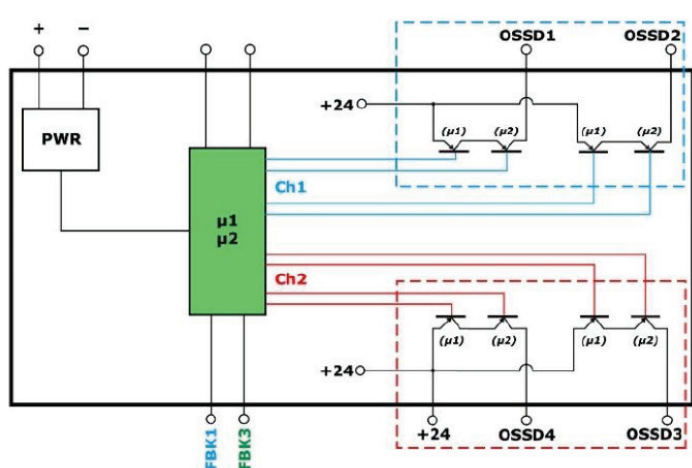 + −
OSSD1 OSSD2
+24
(µ1) (µ2) (µ1) (µ2)
PWR
Ch1
µ1
µ2
Ch2
(µ1) (µ2) (µ1) (µ2)
+24
FBK1 FBK3 +24 OSSD4 OSSD3